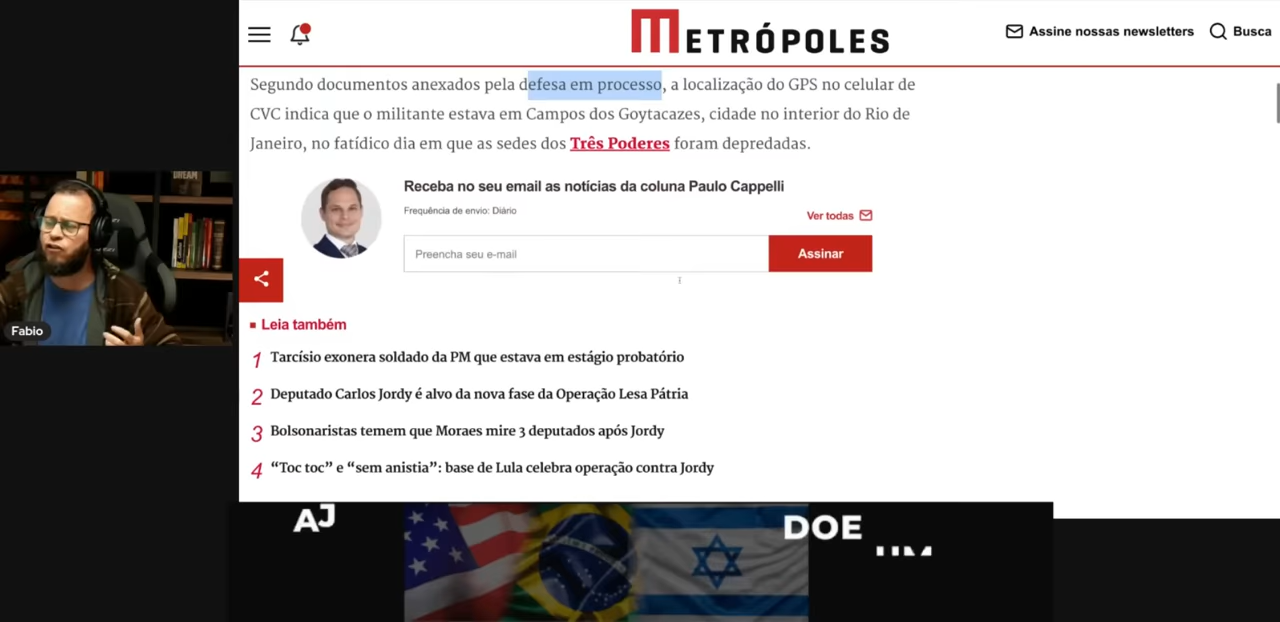 METRÓPOLES
Assine nossas newsletters
Busca
Segundo documentos anexados pela defesa em processo, a localização do GPS no celular de
CVC indica que o militante estava em Campos dos Goytacazes, cidade no interior do Rio de
Janeiro, no fatídico dia em que as sedes dos Três Poderes foram depredadas.
Receba no seu email as notícias da coluna Paulo Cappelli
Frequência de envio: Diário
Ver todas
Preencha seu e-mail
Assinar
DREAM
Fabio
Leia também
1 Tarcísio exonera soldado da PM que estava em estágio probatório
2 Deputado Carlos Jordy é alvo da nova fase da Operação Lesa Pátria
3 Bolsonaristas temem que Moraes mire 3 deputados após Jordy
4 “Toc toc” e “sem anistia”: base de Lula celebra operação contra Jordy
AJ
DOE